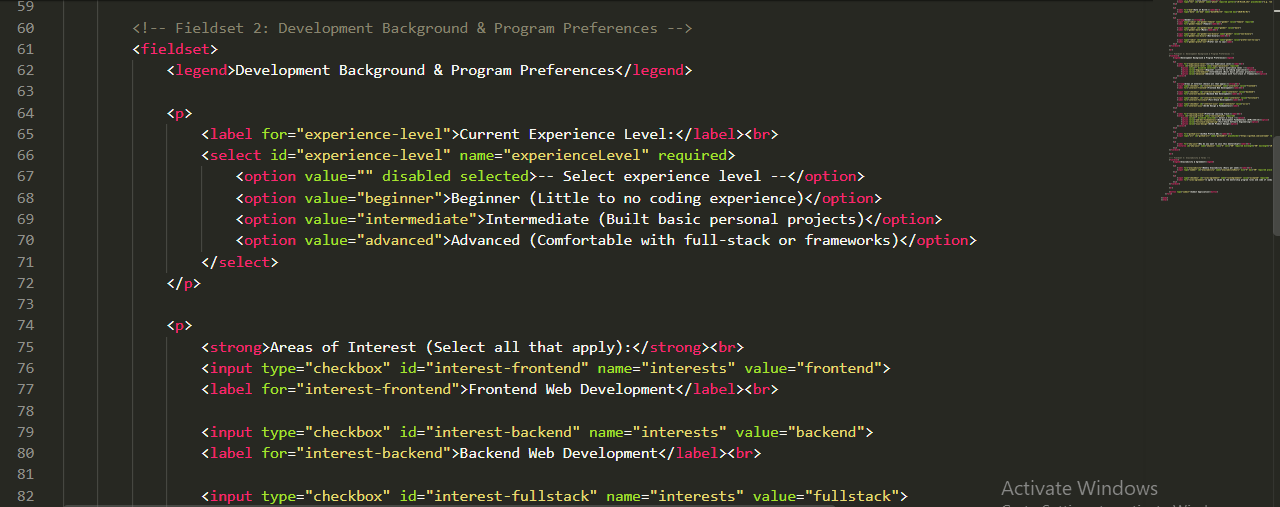 59
60 <!-- Fieldset 2: Development Background & Program Preferences -->
61 <fieldset>
62 <legend>Development Background & Program Preferences</legend>
63
64 <p>
65 <label for="experience-level">Current Experience Level:</label><br>
66 <select id="experience-level" name="experienceLevel" required>
67 <option value="" disabled selected>-- Select experience level --</option>
68 <option value="beginner">Beginner (Little to no coding experience)</option>
69 <option value="intermediate">Intermediate (Built basic personal projects)</option>
70 <option value="advanced">Advanced (Comfortable with full-stack or frameworks)</option>
71 </select>
72 </p>
73
74 <p>
75 <strong>Areas of Interest (Select all that apply):</strong><br>
76 <input type="checkbox" id="interest-frontend" name="interests" value="frontend">
77 <label for="interest-frontend">Frontend Web Development</label><br>
78
79 <input type="checkbox" id="interest-backend" name="interests" value="backend">
80 <label for="interest-backend">Backend Web Development</label><br>
81
82 <input type="checkbox" id="interest-fullstack" name="interests" value="fullstack">
Activate Windows